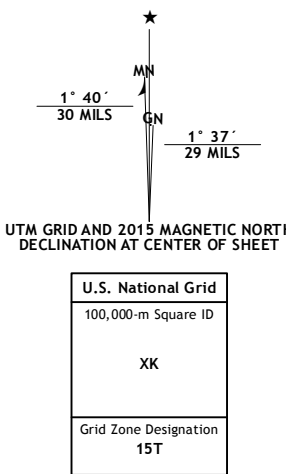 MN
1° 40´
30 MILS
GN
1° 37´
29 MILS
UTM GRID AND 2015 MAGNETIC NORTH
DECLINATION AT CENTER OF SHEET
U.S. National Grid
100,000-m Square ID
XK
Grid Zone Designation
15T